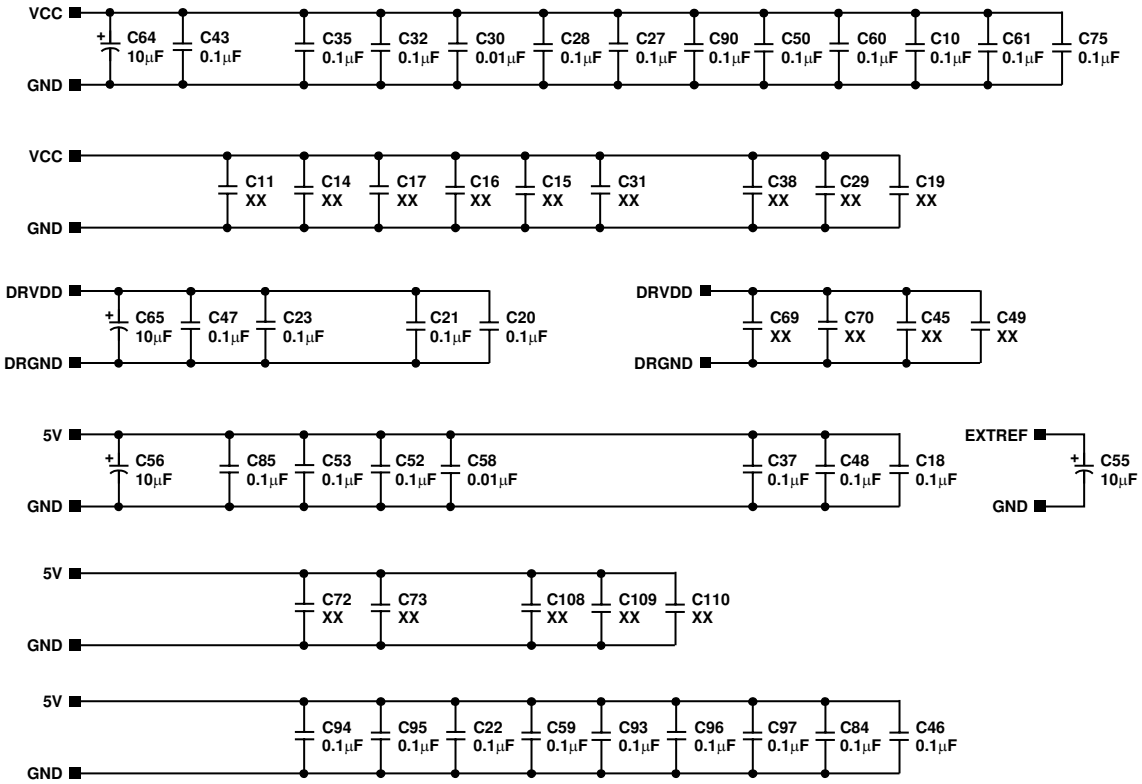 VCC
+ C64 C43 C35 C32 C30 C28 C27 C90 C50 C60 C10 C61 C75
10μF 0.1μF 0.1μF 0.1μF 0.01μF 0.1μF 0.1μF 0.1μF 0.1μF 0.1μF 0.1μF 0.1μF 0.1μF
GND
VCC
C11 C14 C17 C16 C15 C31 C38 C29 C19
XX XX XX XX XX XX XX XX XX
GND
DRVDD
+ C65 C47 C23 C21 C20
10μF 0.1μF 0.1μF 0.1μF 0.1μF
DRGND
DRVDD
C69 C70 C45 C49
XX XX XX XX
DRGND
5V
+ C56 C85 C53 C52 C58 C37 C48 C18
10μF 0.1μF 0.1μF 0.1μF 0.01μF 0.1μF 0.1μF 0.1μF
GND
EXTREF
+ C55
10μF
GND
5V
C72 C73 C108 C109 C110
XX XX XX XX XX
GND
5V
C94 C95 C22 C59 C93 C96 C97 C84 C46
0.1μF 0.1μF 0.1μF 0.1μF 0.1μF 0.1μF 0.1μF 0.1μF 0.1μF
GND